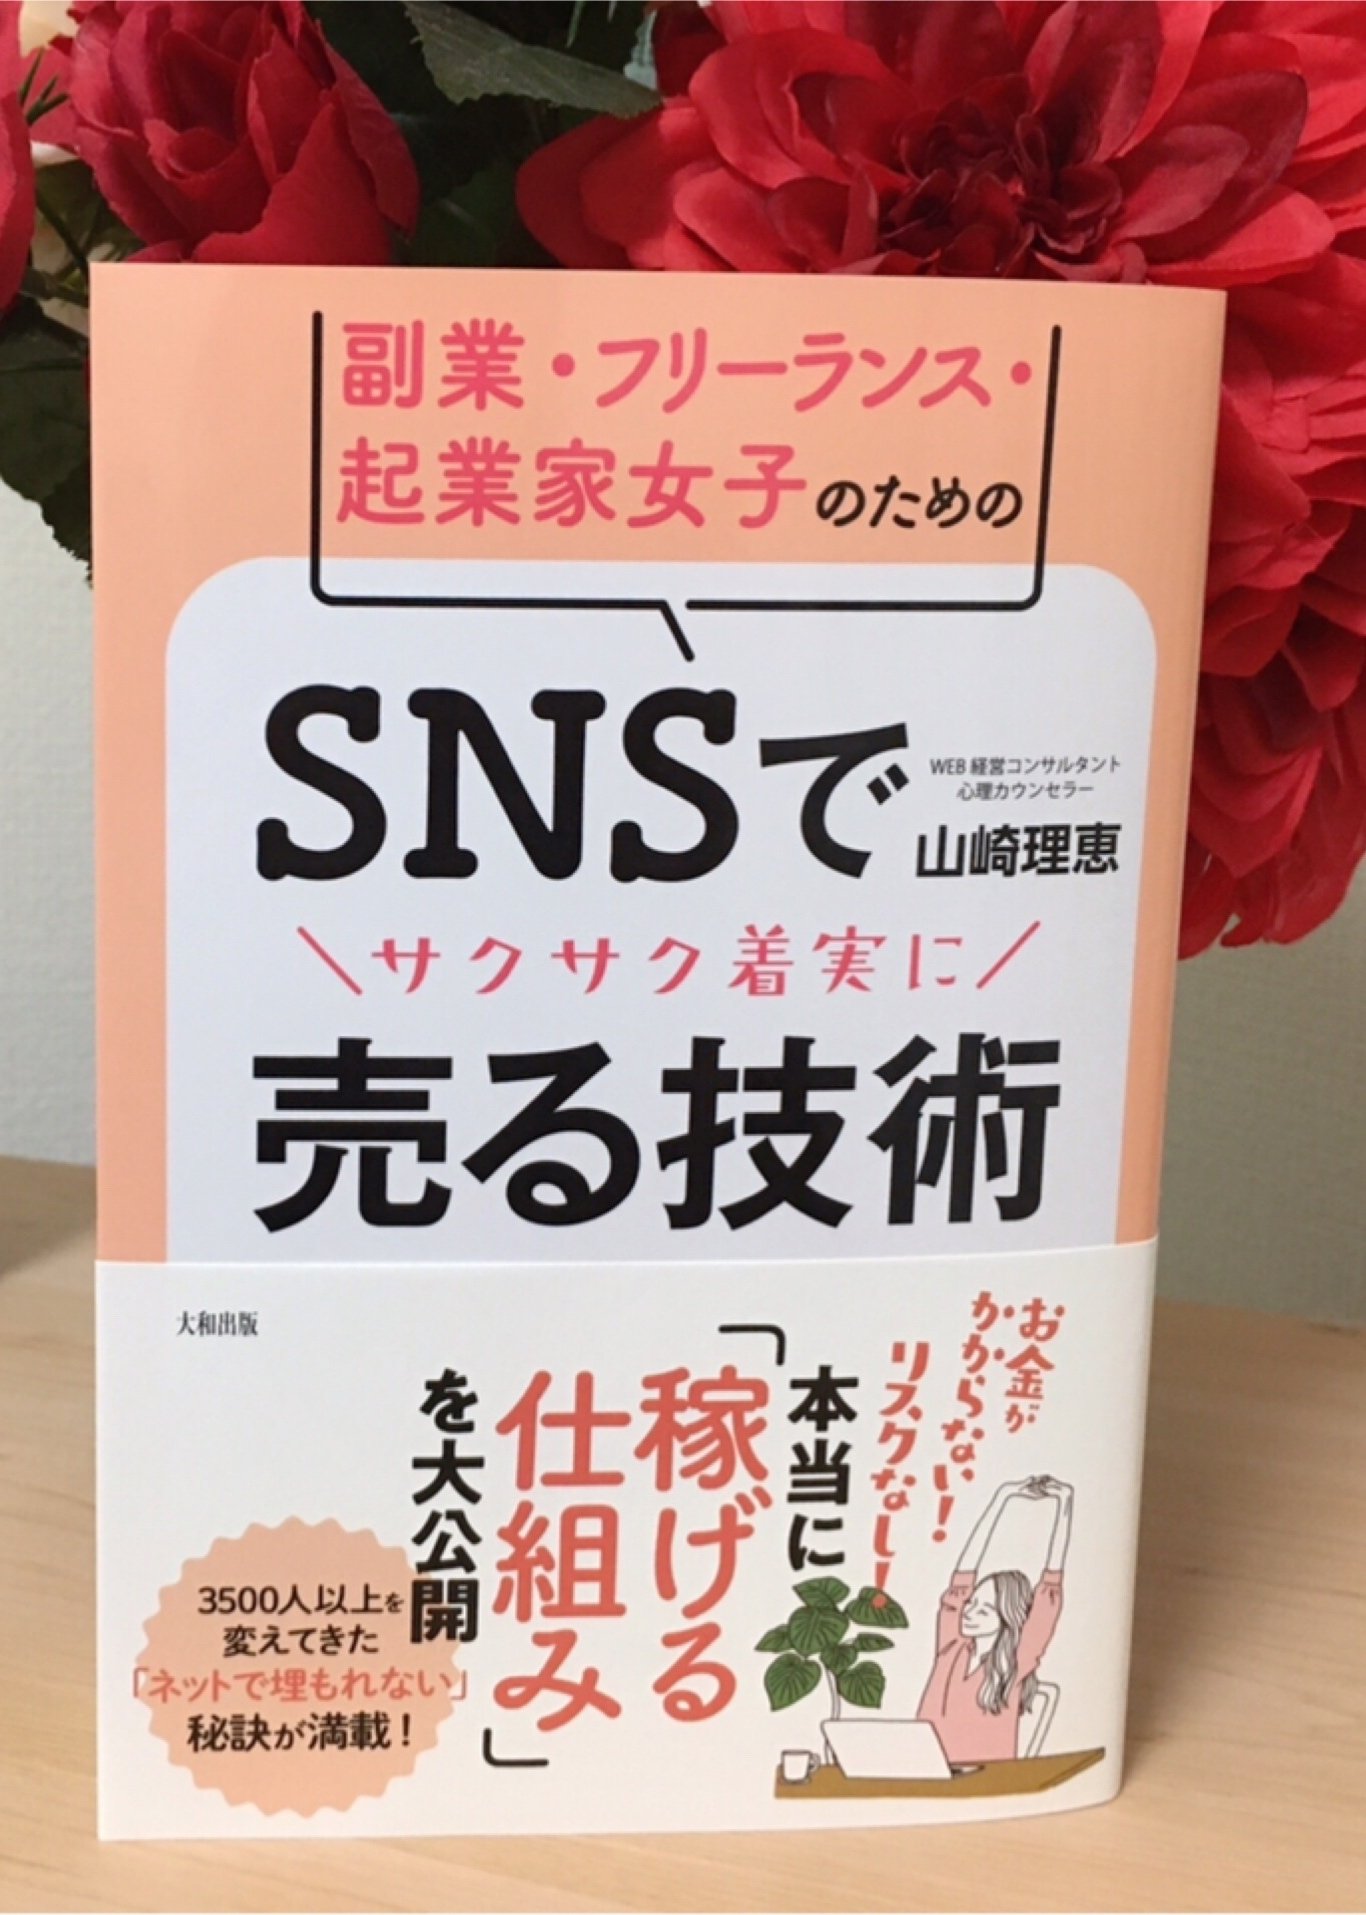 副業・フリーランス・
起業家女子のための
SNSで
WEB経営コンサルタント
心理カウンセラー
山崎理恵
サクサク着実に
売る技術
大和出版
お金が
かからない!
リスクなし!
本当に
「稼げる
仕組み」
を大公開
3500人以上を
変えてきた
「ネットで埋もれない」
秘訣が満載!